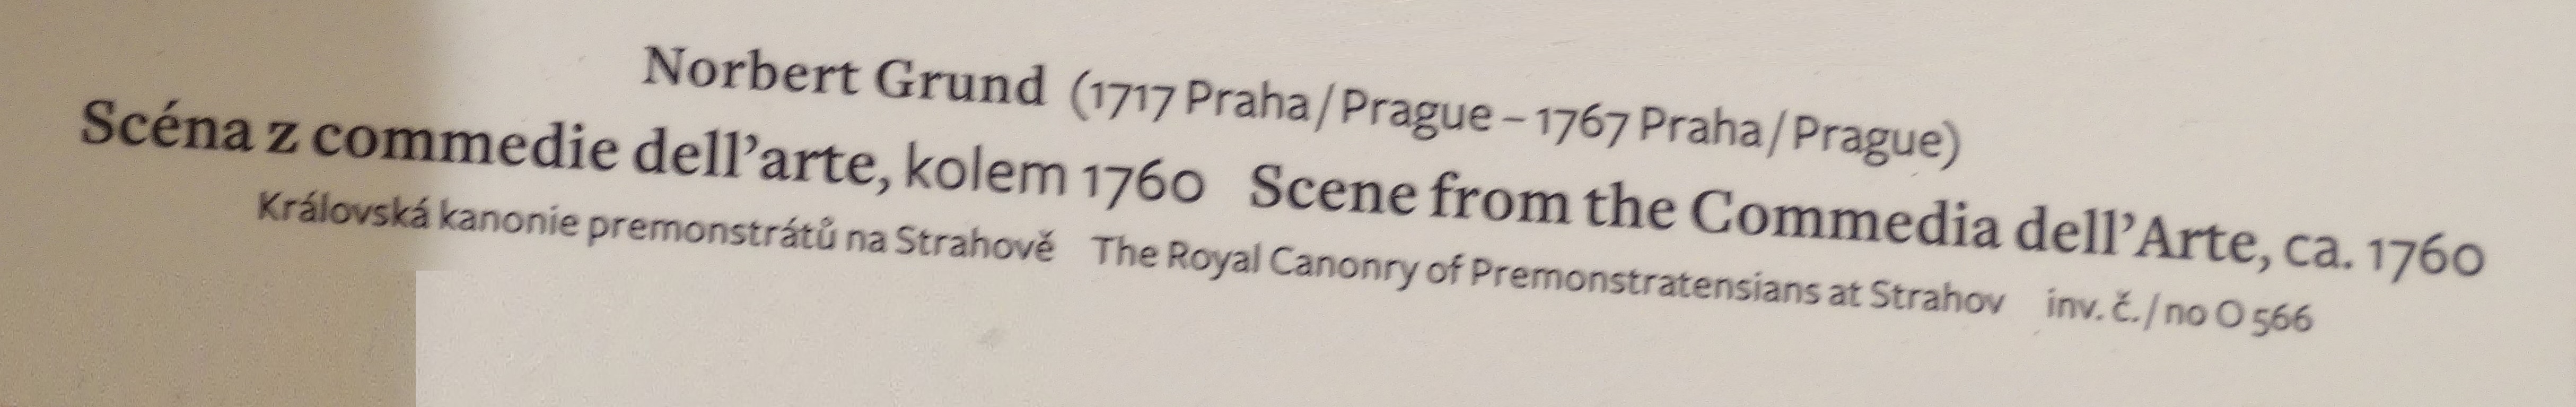 Norbert Grund (1717 Praha / Prague – 1767 Praha / Prague)
Scéna z commedie dell’arte, kolem 1760 Scene from the Commedia dell’Arte, ca. 1760
Královská kanonie premonstrátů na Strahově The Royal Canonry of Premonstratensians at Strahov inv. č. / no O 566